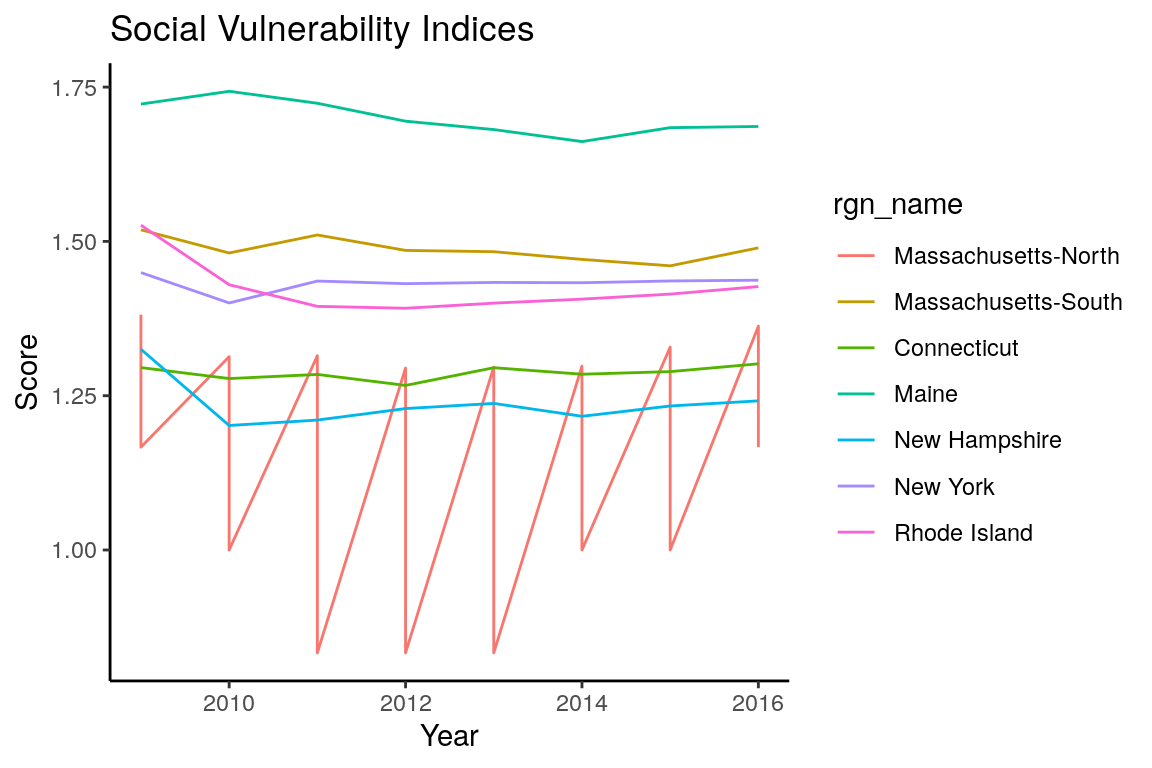 Social Vulnerability Indices
1.75
1.50
1.25
1.00
Score
2010 2012 2014 2016
Year
rgn_name
Massachusetts-North
Massachusetts-South
Connecticut
Maine
New Hampshire
New York
Rhode Island